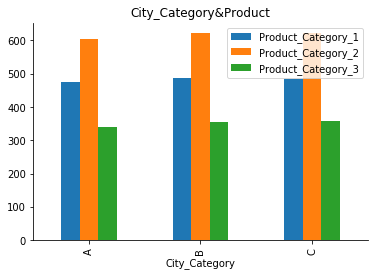 City_Category&Product
Product_Category_1
Product_Category_2
Product_Category_3
600
500
400
300
200
100
0
A
B
C
City_Category